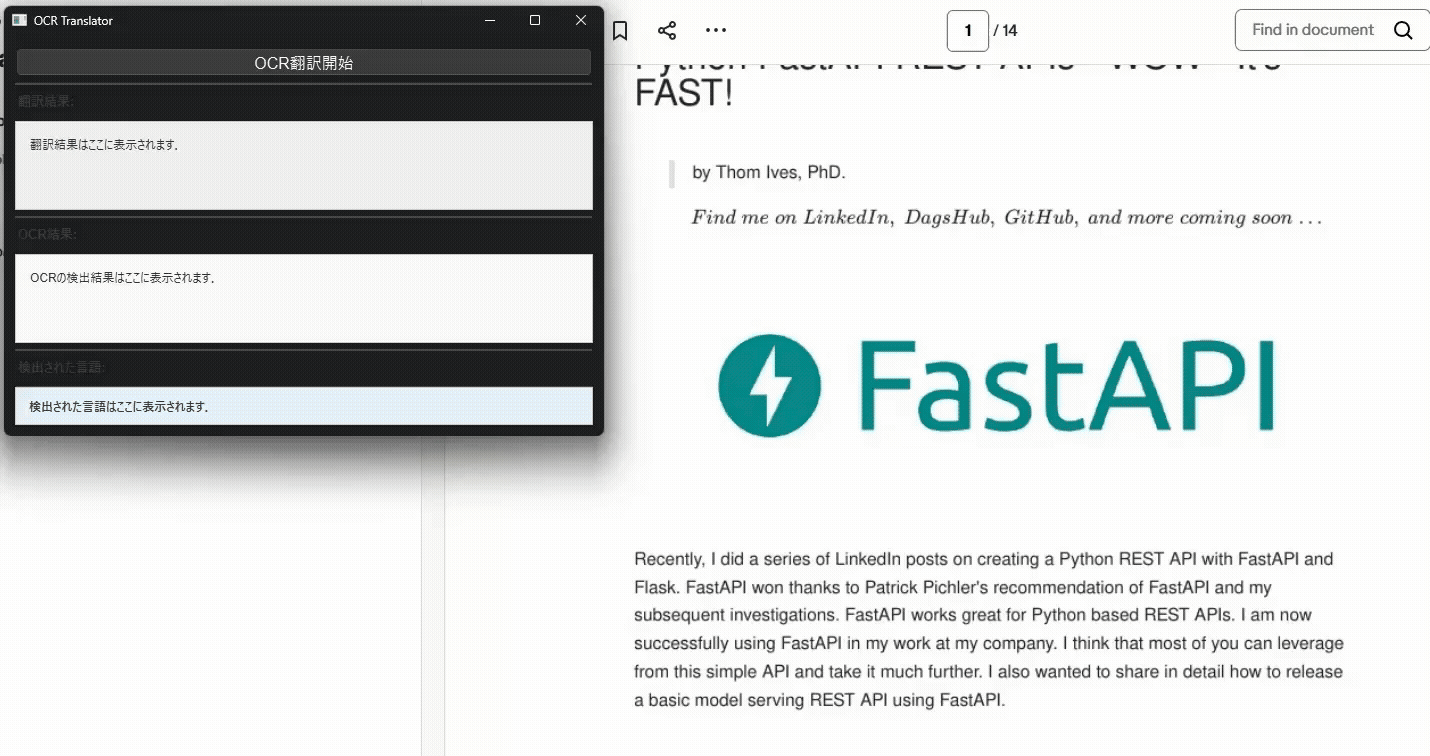 OCR Translator
OCR翻訳開始
翻訳結果:
翻訳結果はここに表示されます.
OCR結果:
OCRの検出結果はここに表示されます.
検出された言語:
検出された言語はここに表示されます.
1 / 14
Find in document
Python FastAPI REST APIs - WOW - It's
FAST!
by Thom Ives, PhD.
Find me on LinkedIn, DagsHub, GitHub, and more coming soon ...
FastAPI
Recently, I did a series of LinkedIn posts on creating a Python REST API with FastAPI and
Flask. FastAPI won thanks to Patrick Pichler's recommendation of FastAPI and my
subsequent investigations. FastAPI works great for Python based REST APIs. I am now
successfully using FastAPI in my work at my company. I think that most of you can leverage
from this simple API and take it much further. I also wanted to share in detail how to release
a basic model serving REST API using FastAPI.